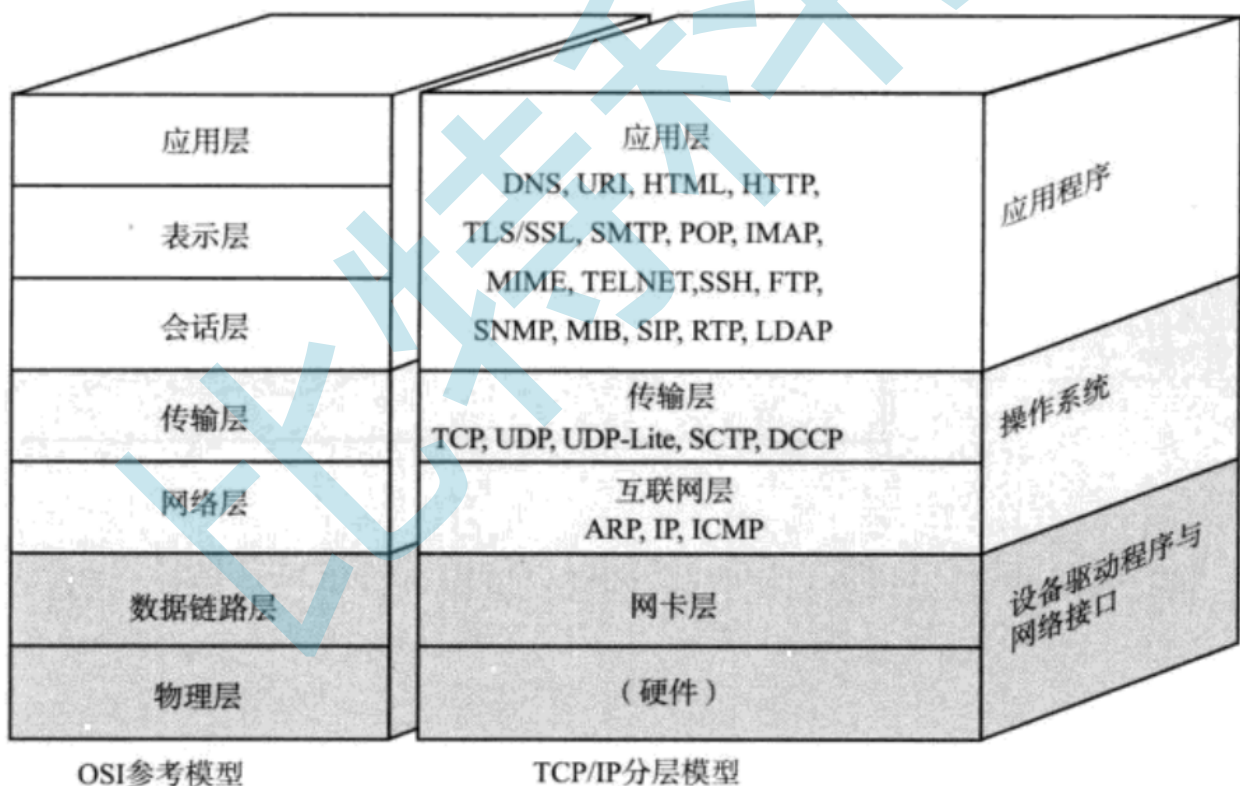 应用层
表示层
会话层
传输层
网络层
数据链路层
物理层
OSI参考模型
应用层
DNS, URI, HTML, HTTP,
TLS/SSL, SMTP, POP, IMAP,
MIME, TELNET,SSH, FTP,
SNMP, MIB, SIP, RTP, LDAP
传输层
TCP, UDP, UDP-Lite, SCTP, DCCP
互联网层
ARP, IP, ICMP
网卡层
（硬件）
TCP/IP分层模型
应用程序
操作系统
设备驱动程序与
网络接口
比特科